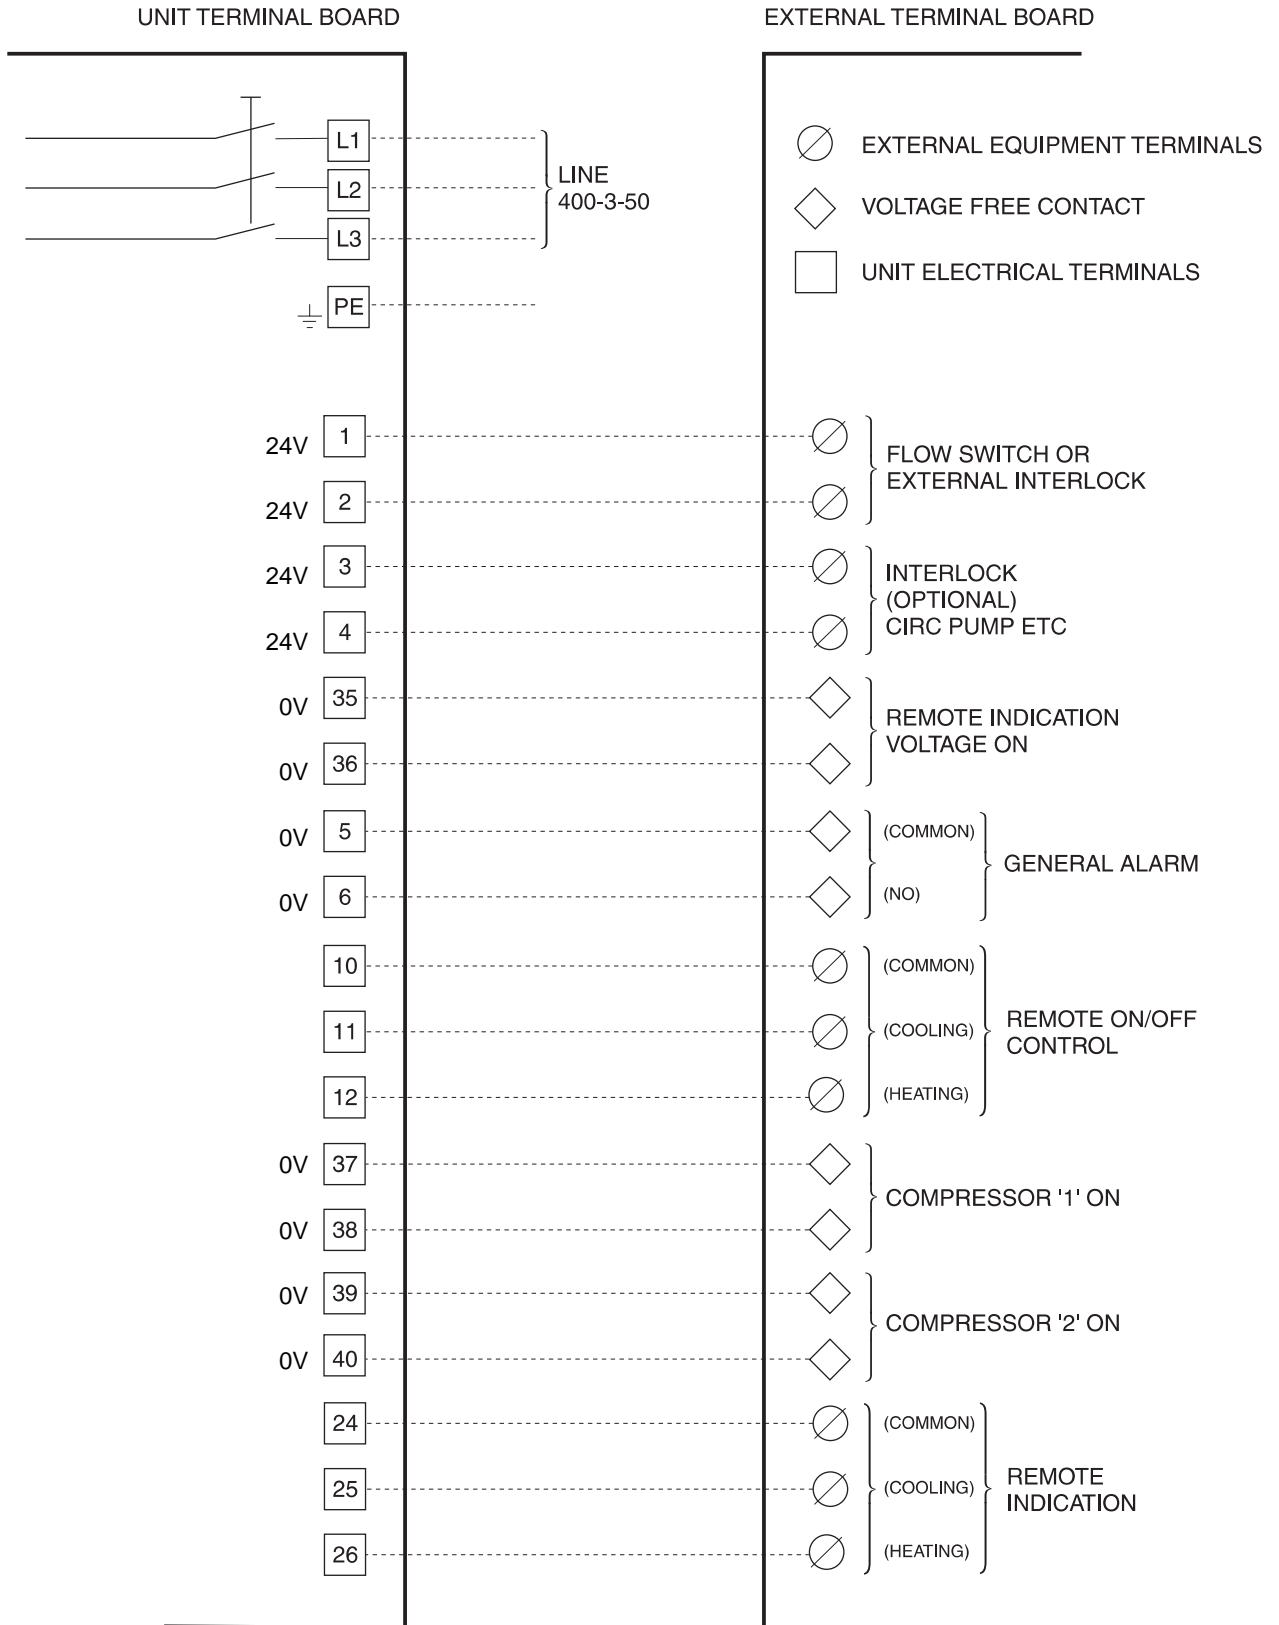 UNIT TERMINAL BOARD
EXTERNAL TERMINAL BOARD
L1
L2
L3
PE
LINE
400-3-50
EXTERNAL EQUIPMENT TERMINALS
VOLTAGE FREE CONTACT
UNIT ELECTRICAL TERMINALS
24V 1
24V 2
FLOW SWITCH OR
EXTERNAL INTERLOCK
24V 3
24V 4
INTERLOCK
(OPTIONAL)
CIRC PUMP ETC
0V 35
0V 36
REMOTE INDICATION
VOLTAGE ON
0V 5 (COMMON)
0V 6 (NO)
GENERAL ALARM
10 (COMMON)
11 (COOLING)
12 (HEATING)
REMOTE ON/OFF
CONTROL
0V 37
0V 38
COMPRESSOR '1' ON
0V 39
0V 40
COMPRESSOR '2' ON
24 (COMMON)
25 (COOLING)
26 (HEATING)
REMOTE
INDICATION